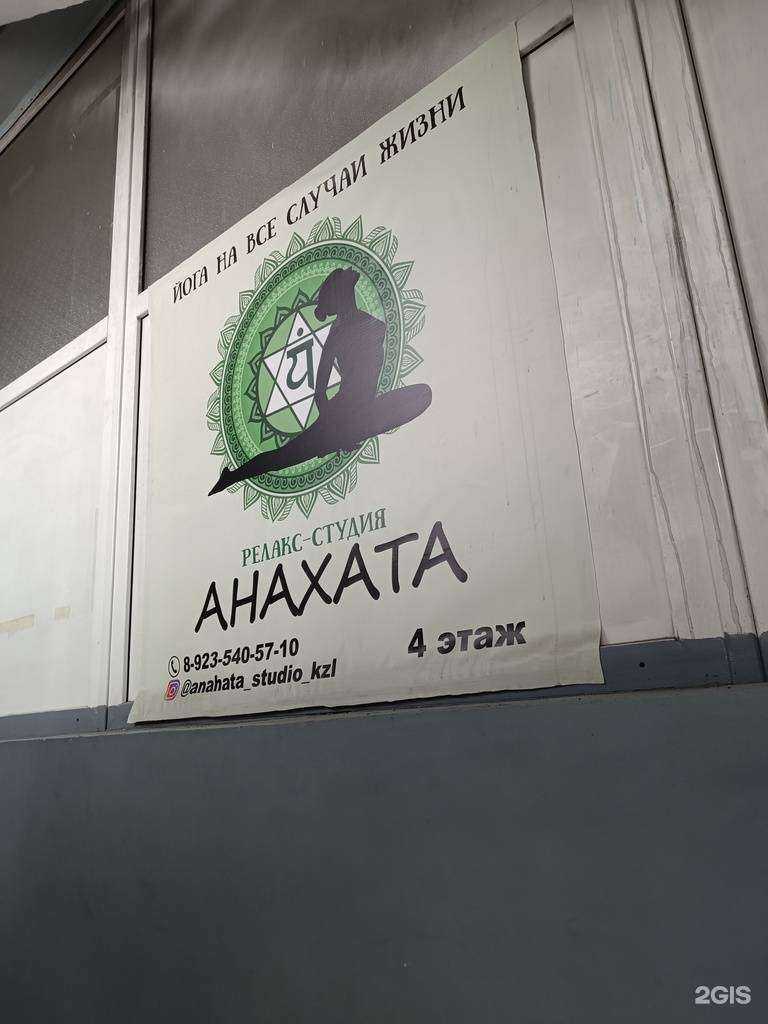 ЙОГА НА ВСЕ СЛУЧАИ ЖИЗНИ
यं
РЕЛАКС-СТУДИЯ
АНАХАТА
8-923-540-57-10
4 этаж
@anahata_studio_kzl
2GIS